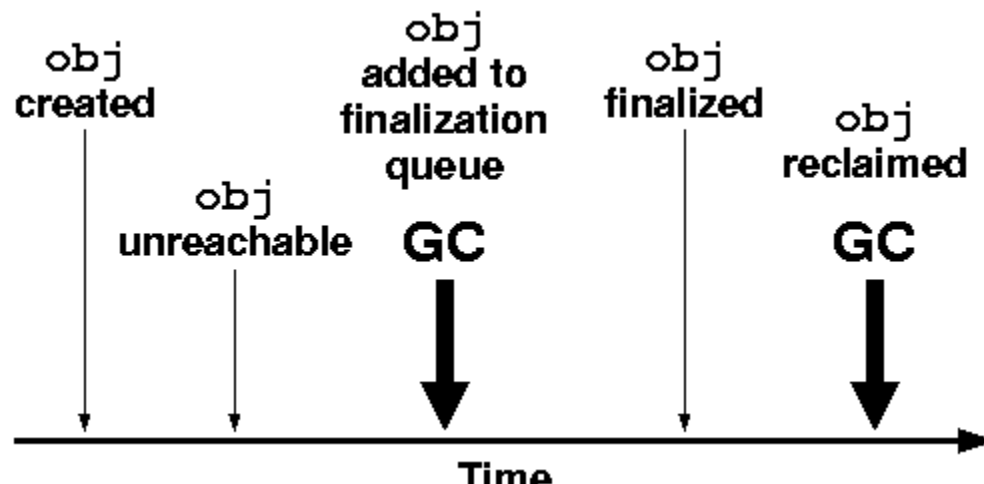 obj
created
obj
unreachable
obj
added to
finalization
queue
GC
obj
finalized
obj
reclaimed
GC
Time